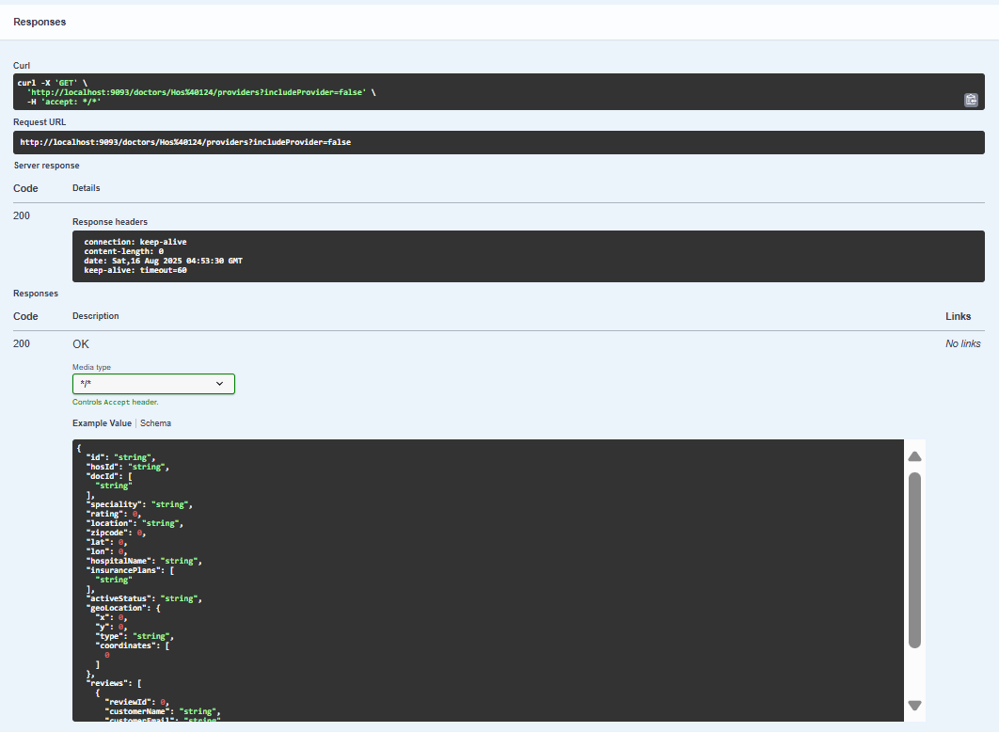 Responses
Curl
curl -X 'GET' \
  'http://localhost:9093/doctors/Hos%40124/providers?includeProvider=false' \
  -H 'accept: */*'
Request URL
http://localhost:9093/doctors/Hos%40124/providers?includeProvider=false
Server response
Code Details
200
Response headers
connection: keep-alive
content-length: 0
date: Sat,16 Aug 2025 04:53:30 GMT
keep-alive: timeout=60
Responses
Code Description Links
200 OK No links
Media type
*/*
Controls Accept header.
Example Value Schema
{
  "id": "string",
  "hosId": "string",
  "docId": [
    "string"
  ],
  "speciality": "string",
  "rating": 0,
  "location": "string",
  "zipcode": 0,
  "lat": 0,
  "lon": 0,
  "hospitalName": "string",
  "insurancePlans": [
    "string"
  ],
  "activeStatus": "string",
  "geoLocation": {
    "x": 0,
    "y": 0,
    "type": "string",
    "coordinates": [
      0
    ]
  },
  "reviews": [
    {
      "reviewId": 0,
      "customerName": "string",
      "customerEmail": "string"